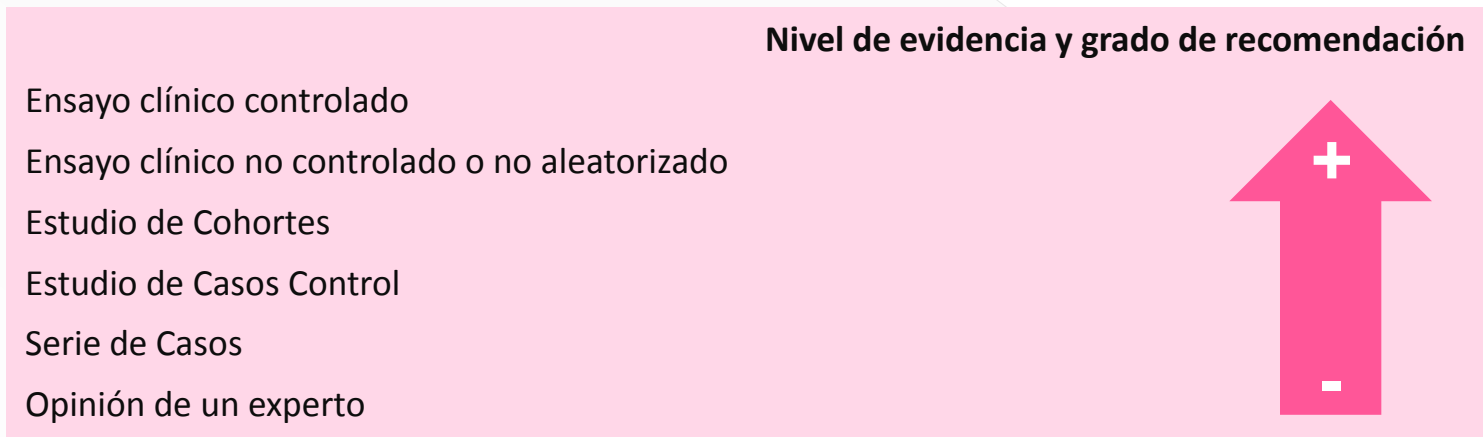 Nivel de evidencia y grado de recomendación
Ensayo clínico controlado
Ensayo clínico no controlado o no aleatorizado
Estudio de Cohortes
Estudio de Casos Control
Serie de Casos
Opinión de un experto
+
-